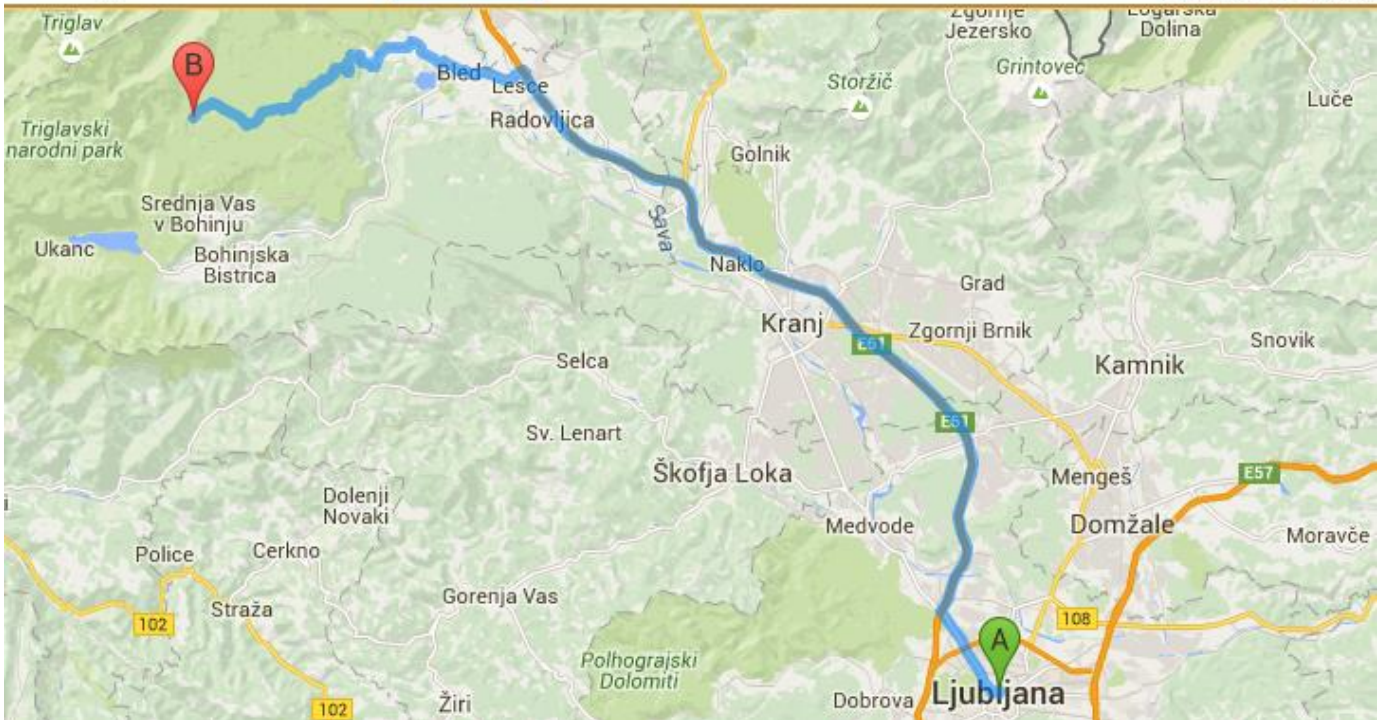 Triglav
Zgornje
Jezersko
Logarska
Dolina
B
Bled
Lesce
Storžič
Grintovec
Luče
Radovljica
Triglavski
narodni park
Golnik
Srednja Vas
v Bohinju
Sava
Ukanc
Bohinjska
Bistrica
Naklo
Grad
Kranj
Zgornji Brnik
E61
Snovik
Selca
Kamnik
E61
Sv. Lenart
Škofja Loka
Mengeš
E57
Dolenji
Novaki
Medvode
Domžale
Moravče
Police
Cerkno
Gorenja Vas
Straža
102
108
A
Polhograjski
Dolomiti
Dobrova
Ljubljana
Žiri
102